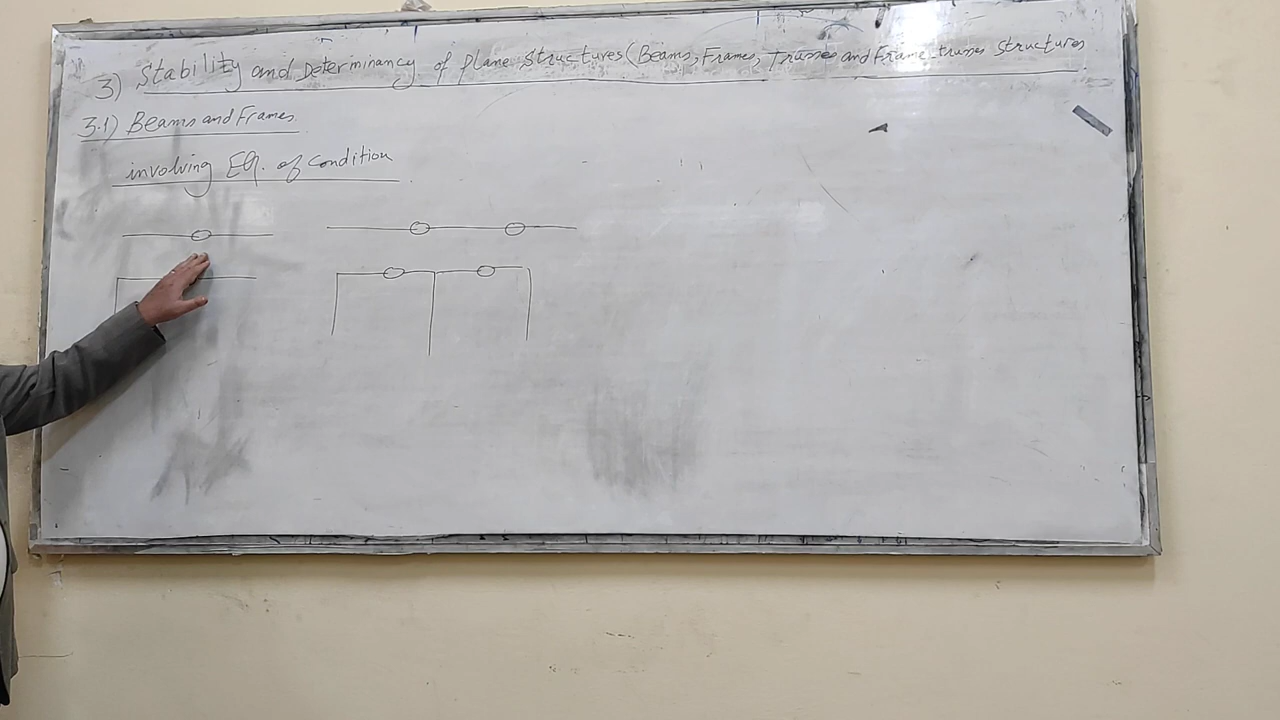 3) Stability and Determinancy of plane structures (Beams, Frames, Trusses and Frame-trusses structures
3.1) Beams and Frames
involving EQ. of condition